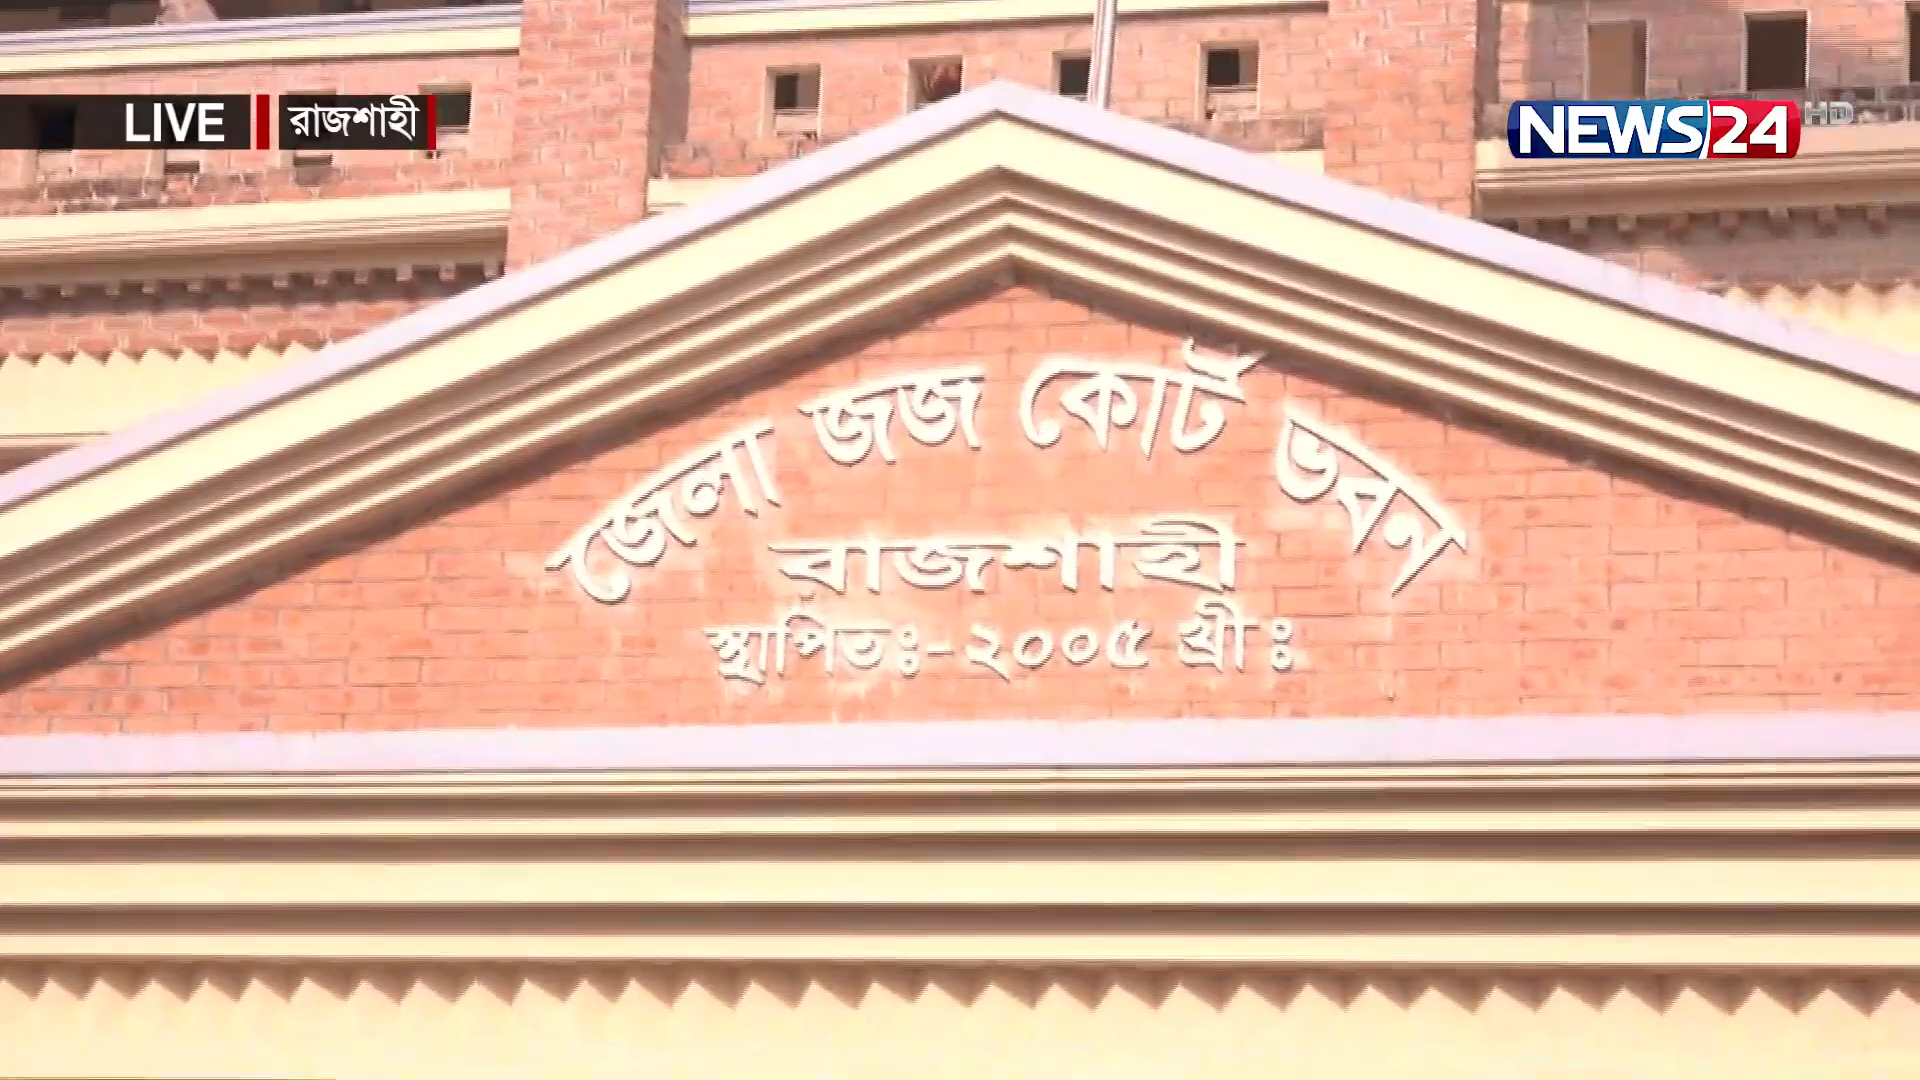 LIVE রাজশাহী
NEWS24 HD
জেলা জজ কোর্ট ভবন
রাজশাহী
স্থাপিতঃ-২০০৫ খ্রীঃ